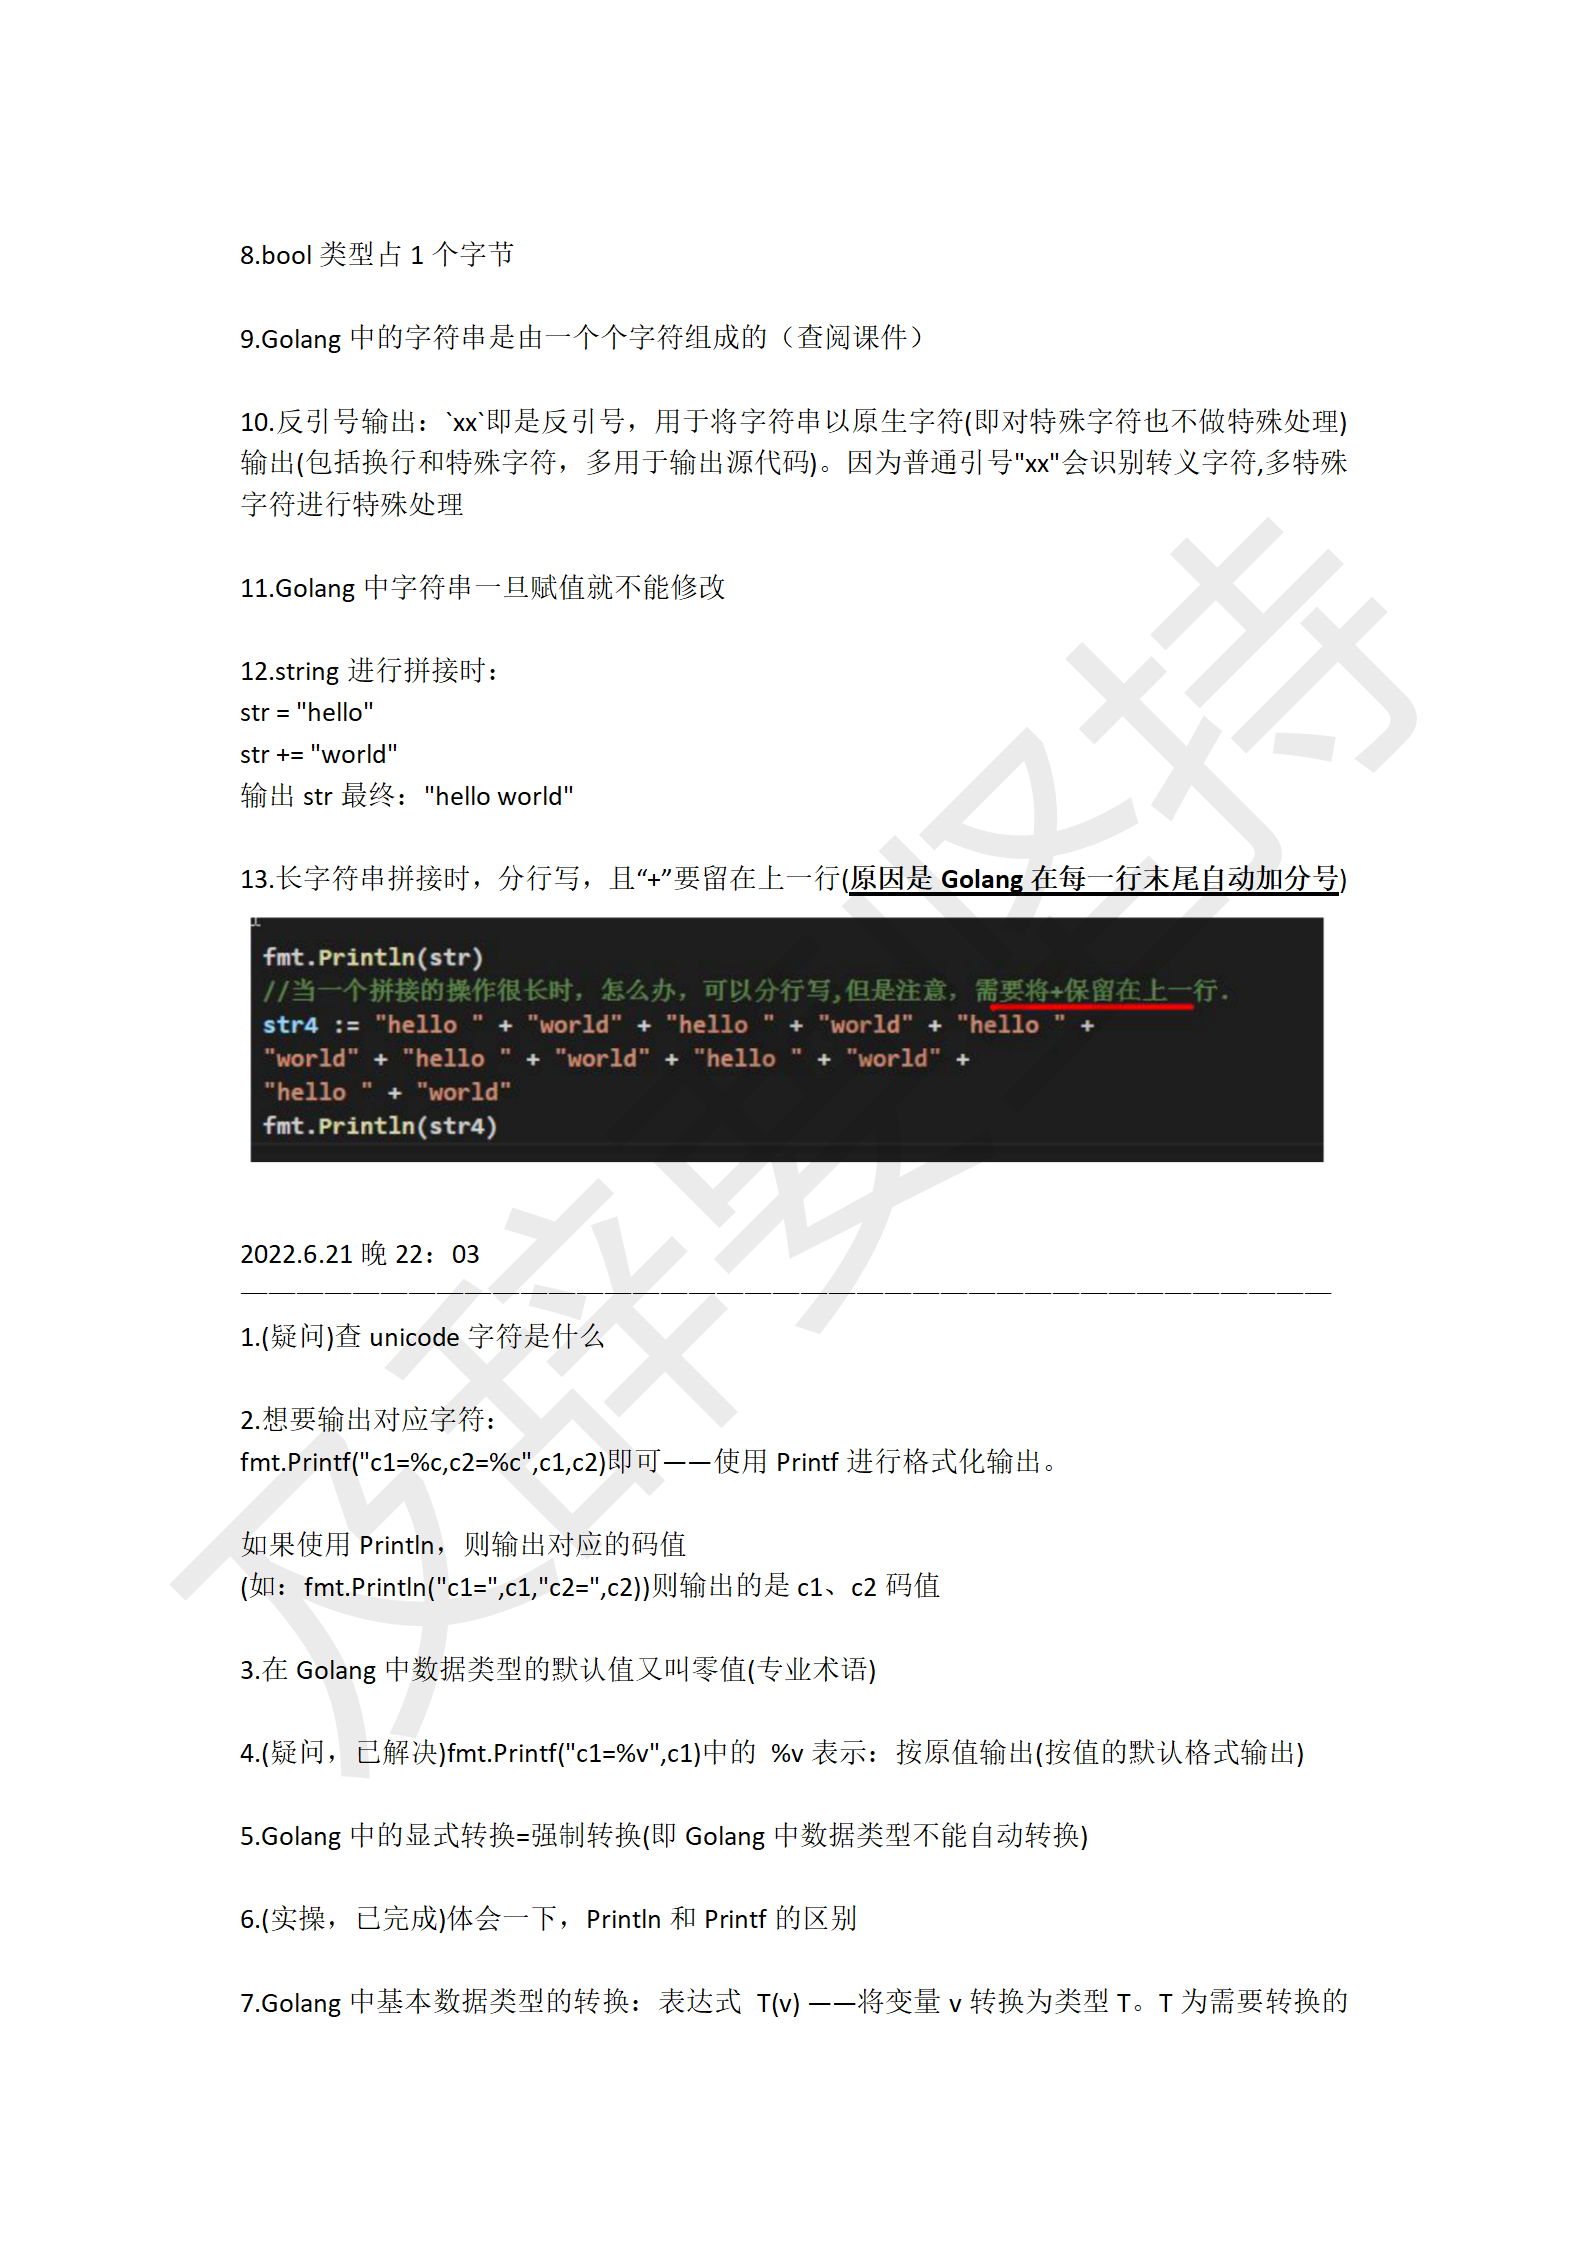 8.bool 类型占 1 个字节
9.Golang 中的字符串是由一个个字符组成的（查阅课件）
10.反引号输出：`xx`即是反引号，用于将字符串以原生字符(即对特殊字符也不做特殊处理)
输出(包括换行和特殊字符，多用于输出源代码)。因为普通引号"xx"会识别转义字符,多特殊
字符进行特殊处理
11.Golang 中字符串一旦赋值就不能修改
12.string 进行拼接时：
str = "hello"
str += "world"
输出 str 最终："hello world"
13.长字符串拼接时，分行写，且“+”要留在上一行(原因是 Golang 在每一行末尾自动加分号)
fmt.Println(str)
//当一个拼接的操作很长时，怎么办，可以分行写,但是注意，需要将+保留在上一行.
str4 := "hello " + "world" + "hello " + "world" + "hello " +
"world" + "hello " + "world" + "hello " + "world" +
"hello " + "world"
fmt.Println(str4)
2022.6.21 晚 22：03
———————————————————————————————————————
1.(疑问)查 unicode 字符是什么
2.想要输出对应字符：
fmt.Printf("c1=%c,c2=%c",c1,c2)即可——使用 Printf 进行格式化输出。
如果使用 Println，则输出对应的码值
(如：fmt.Println("c1=",c1,"c2=",c2))则输出的是 c1、c2 码值
3.在 Golang 中数据类型的默认值又叫零值(专业术语)
4.(疑问，已解决)fmt.Printf("c1=%v",c1)中的 %v 表示：按原值输出(按值的默认格式输出)
5.Golang 中的显式转换=强制转换(即 Golang 中数据类型不能自动转换)
6.(实操，已完成)体会一下，Println 和 Printf 的区别
7.Golang 中基本数据类型的转换：表达式 T(v) ——将变量 v 转换为类型 T。T 为需要转换的
及辞要坚持